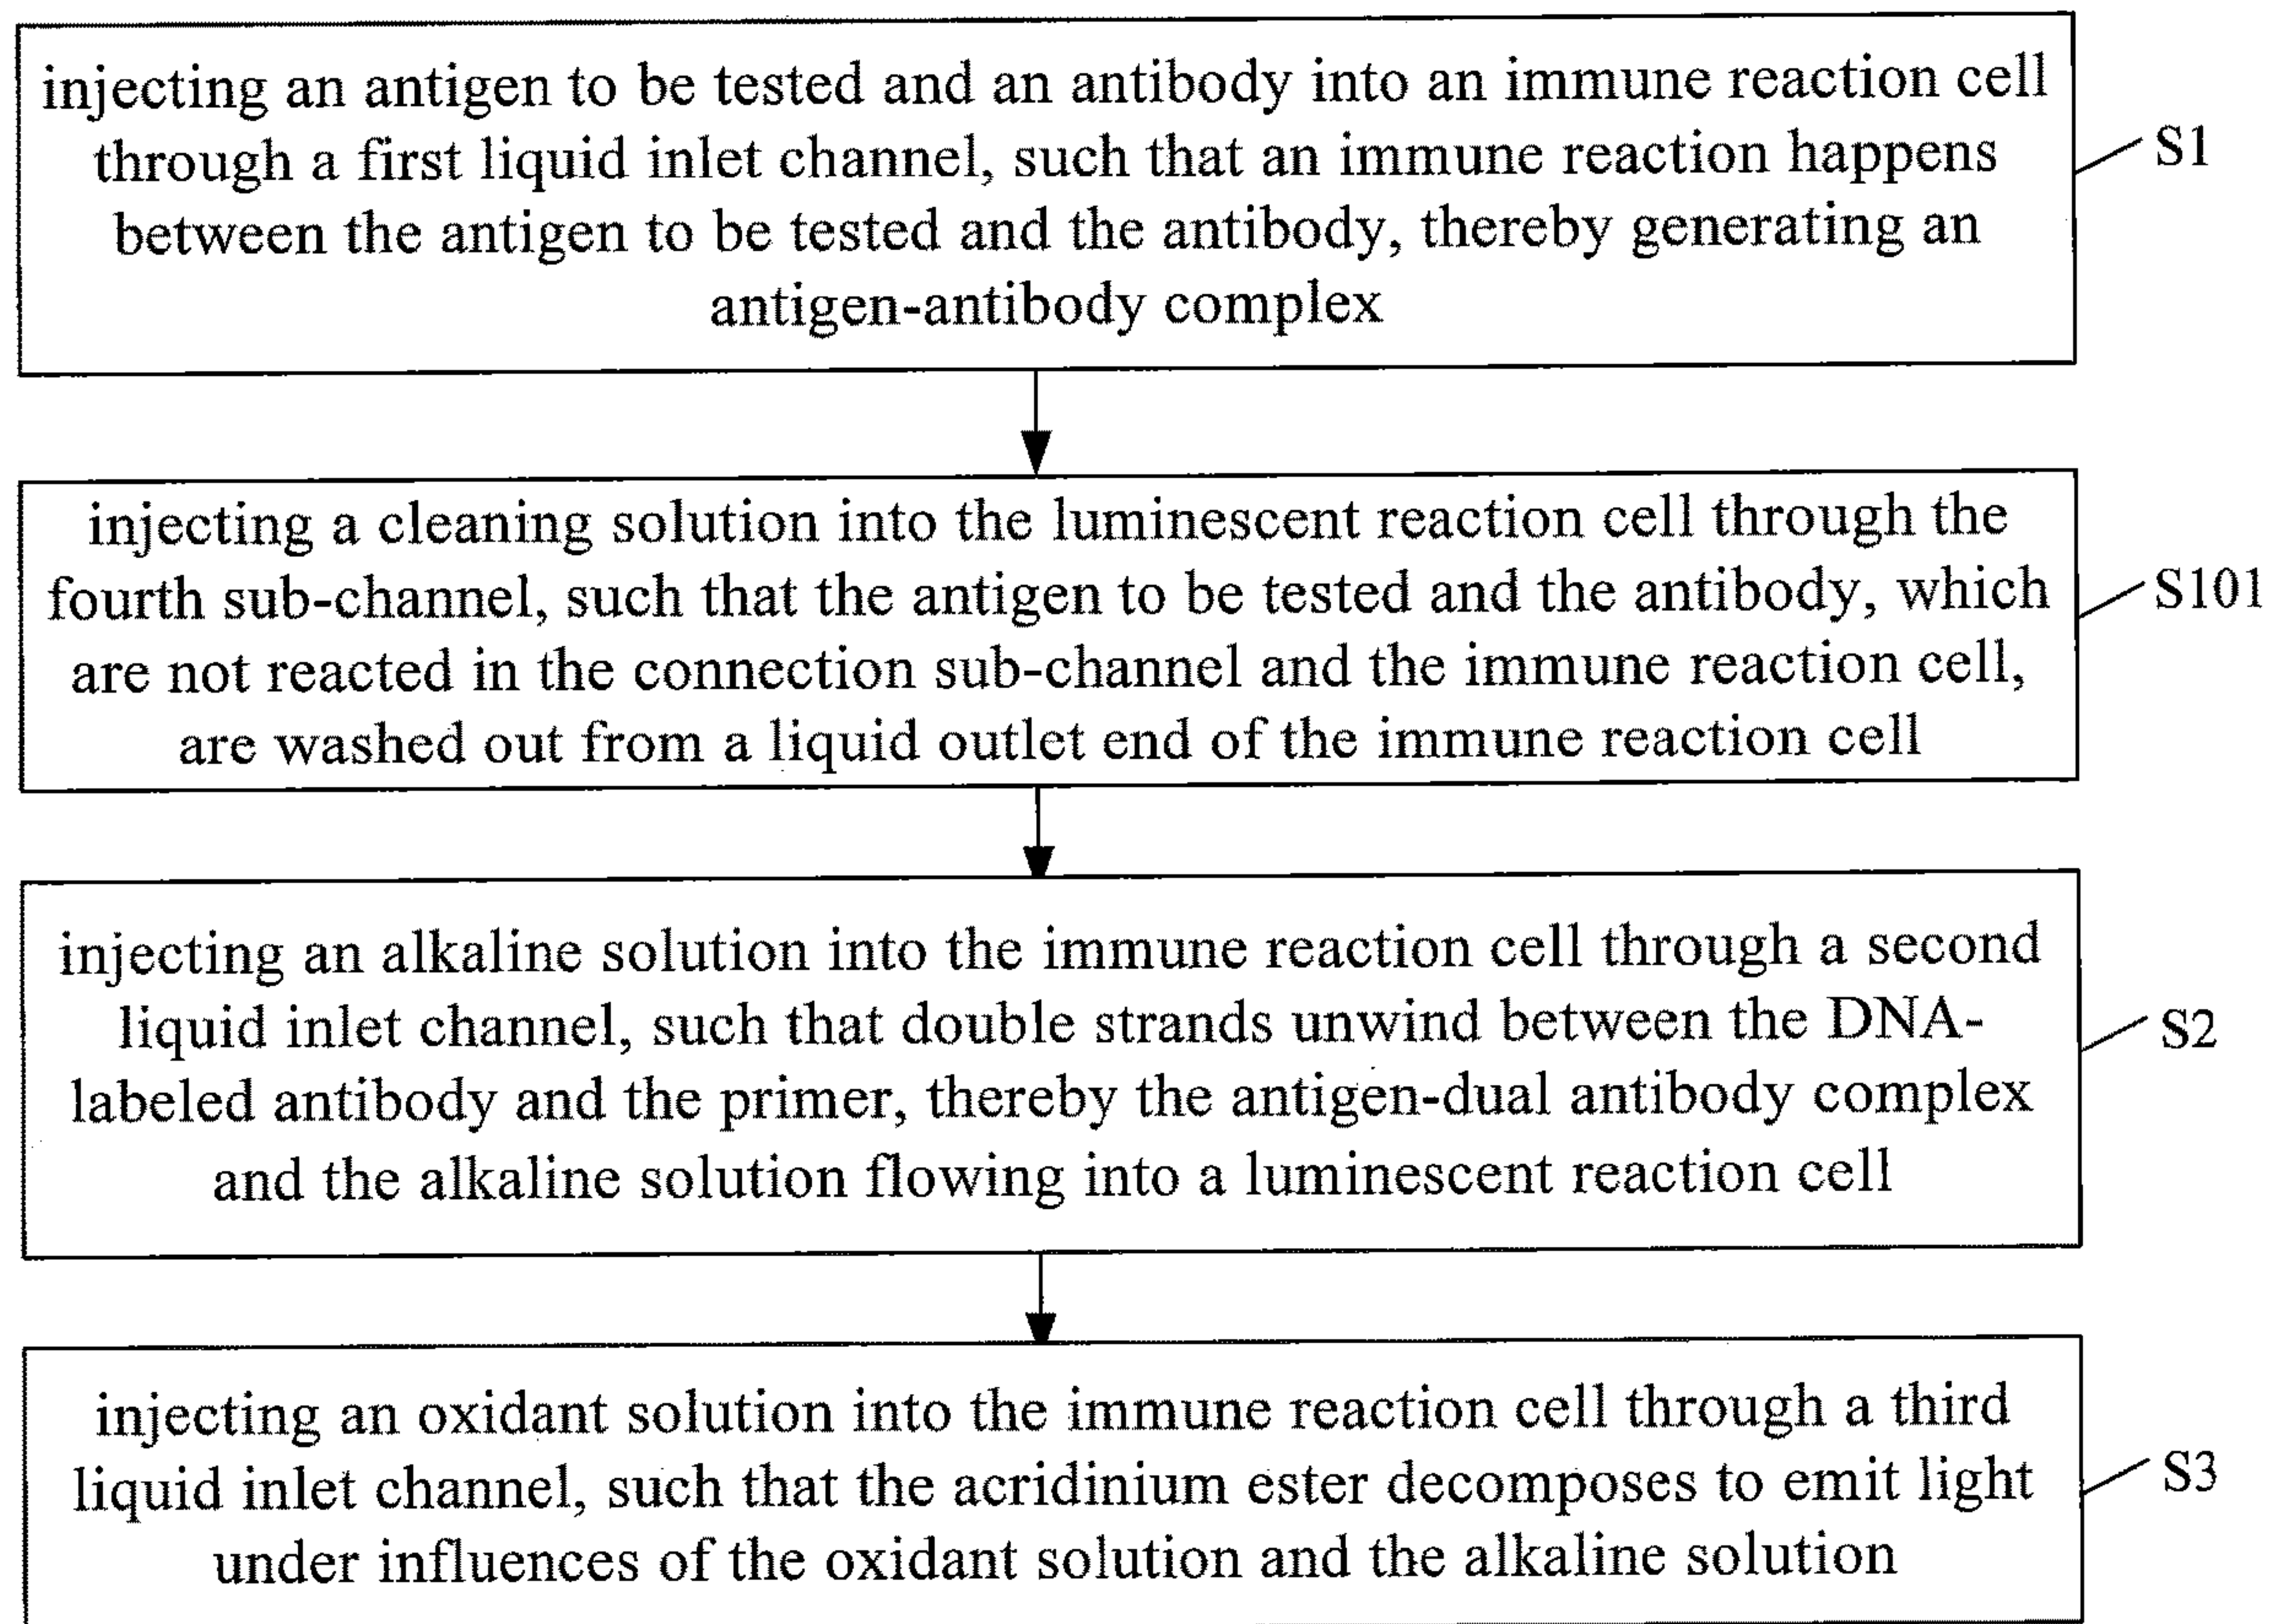 injecting an antigen to be tested and an antibody into an immune reaction cell
through a first liquid inlet channel, such that an immune reaction happens
between the antigen to be tested and the antibody, thereby generating an
antigen-antibody complex
S1
injecting a cleaning solution into the luminescent reaction cell through the
fourth sub-channel, such that the antigen to be tested and the antibody, which
are not reacted in the connection sub-channel and the immune reaction cell,
are washed out from a liquid outlet end of the immune reaction cell
S101
injecting an alkaline solution into the immune reaction cell through a second
liquid inlet channel, such that double strands unwind between the DNA-
labeled antibody and the primer, thereby the antigen-dual antibody complex
and the alkaline solution flowing into a luminescent reaction cell
S2
injecting an oxidant solution into the immune reaction cell through a third
liquid inlet channel, such that the acridinium ester decomposes to emit light
under influences of the oxidant solution and the alkaline solution
S3